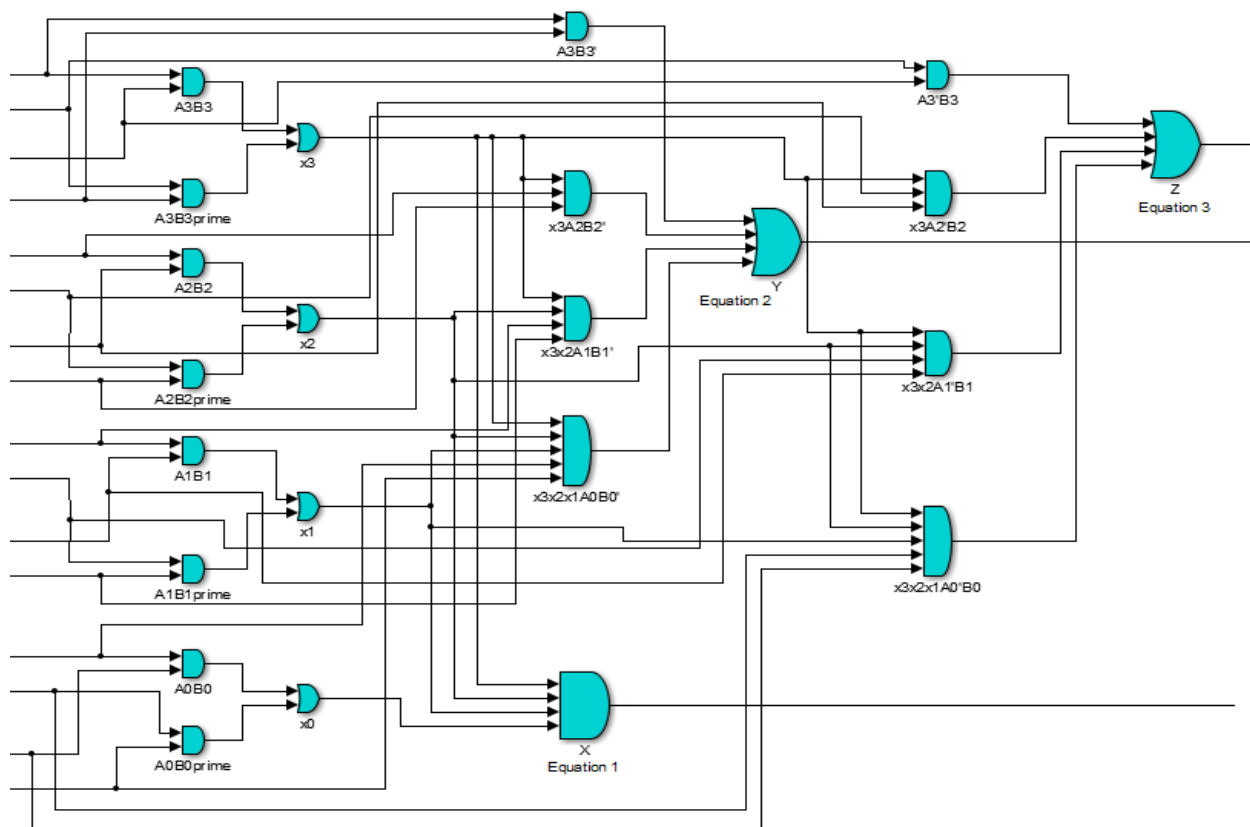 A3B3'
A3B3
A3'B3
x3
Z
Equation 3
A3B3prime
x3A2B2'
x3A2'B2
A2B2
Y
Equation 2
x2
x3x2A1B1'
A2B2prime
x3x2A1'B1
A1B1
x3x2x1A0B0'
x1
A1B1prime
x3x2x1A0'B0
A0B0
x0
X
Equation 1
A0B0prime